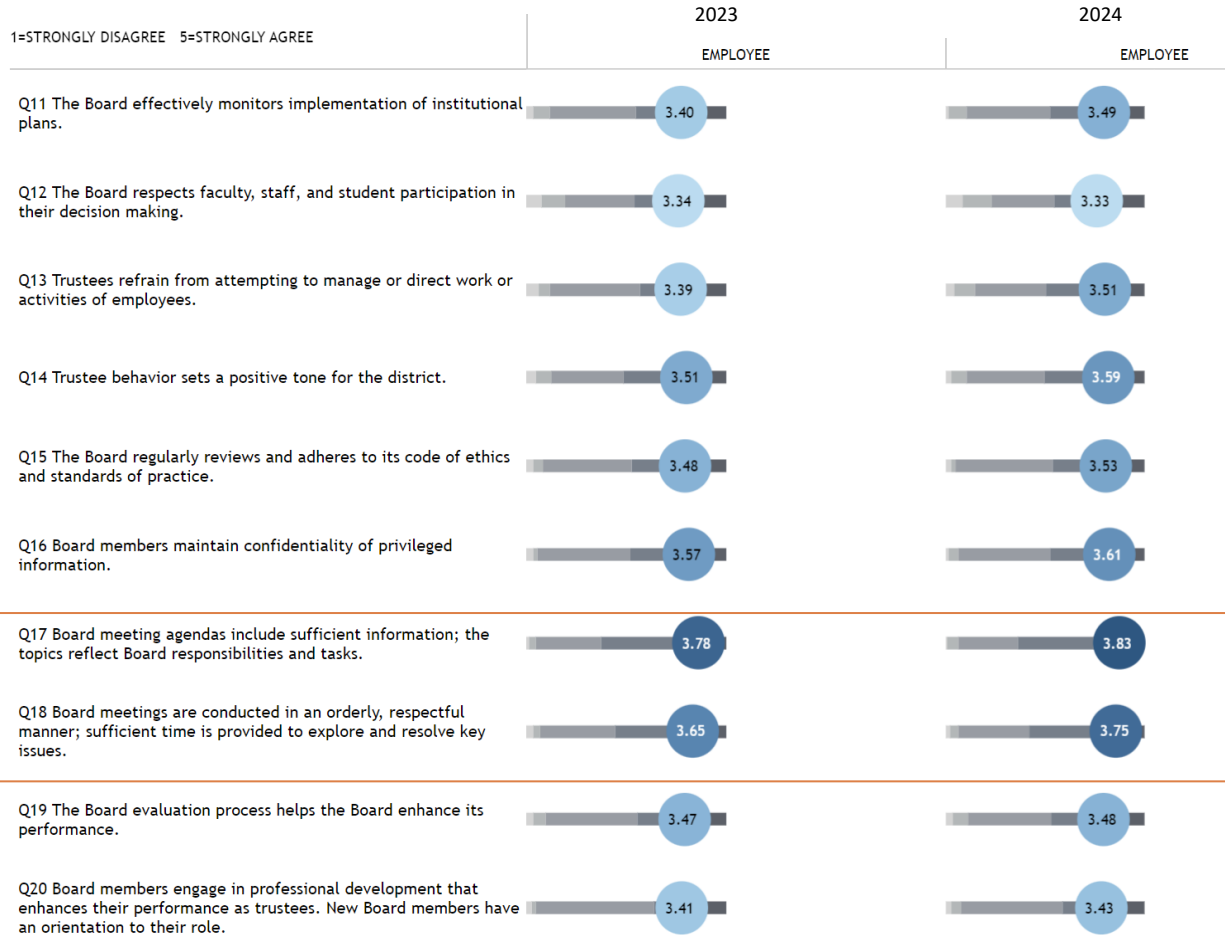 2023 2024
1=STRONGLY DISAGREE 5=STRONGLY AGREE
EMPLOYEE EMPLOYEE
Q11 The Board effectively monitors implementation of institutional
plans.
3.40 3.49
Q12 The Board respects faculty, staff, and student participation in
their decision making.
3.34 3.33
Q13 Trustees refrain from attempting to manage or direct work or
activities of employees.
3.39 3.51
Q14 Trustee behavior sets a positive tone for the district.
3.51 3.59
Q15 The Board regularly reviews and adheres to its code of ethics
and standards of practice.
3.48 3.53
Q16 Board members maintain confidentiality of privileged
information.
3.57 3.61
Q17 Board meeting agendas include sufficient information; the
topics reflect Board responsibilities and tasks.
3.78 3.83
Q18 Board meetings are conducted in an orderly, respectful
manner; sufficient time is provided to explore and resolve key
issues.
3.65 3.75
Q19 The Board evaluation process helps the Board enhance its
performance.
3.47 3.48
Q20 Board members engage in professional development that
enhances their performance as trustees. New Board members have
an orientation to their role.
3.41 3.43